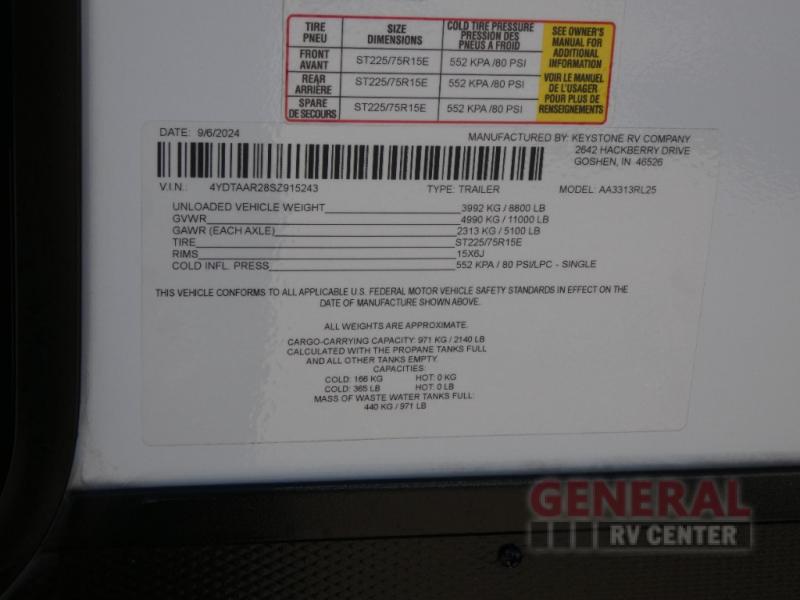 TIRE SIZE COLD TIRE PRESSURE SEE OWNER'S
PNEU DIMENSIONS PRESSION DES MANUAL FOR
PNEUS A FROID ADDITIONAL
FRONT ST225/75R15E 552 KPA /80 PSI INFORMATION
AVANT
REAR ST225/75R15E 552 KPA /80 PSI VOIR LE MANUEL
ARRIÈRE DE L'USAGER
SPARE ST225/75R15E 552 KPA /80 PSI POUR PLUS DE
DE SECOURS RENSEIGNEMENTS
DATE: 9/6/2024 MANUFACTURED BY: KEYSTONE RV COMPANY
2642 HACKBERRY DRIVE
GOSHEN, IN 46526
V.I.N.: 4YDTAAR28SZ915243 TYPE: TRAILER MODEL: AA3313RL25
UNLOADED VEHICLE WEIGHT 3992 KG / 8800 LB
GVWR 4990 KG / 11000 LB
GAWR (EACH AXLE) 2313 KG / 5100 LB
TIRE ST225/75R15E
RIMS 15X6J
COLD INFL. PRESS 552 KPA / 80 PSI/LPC - SINGLE
THIS VEHICLE CONFORMS TO ALL APPLICABLE U.S. FEDERAL MOTOR VEHICLE SAFETY STANDARDS IN EFFECT ON THE
DATE OF MANUFACTURE SHOWN ABOVE.
ALL WEIGHTS ARE APPROXIMATE.
CARGO-CARRYING CAPACITY: 971 KG / 2140 LB
CALCULATED WITH THE PROPANE TANKS FULL
AND ALL OTHER TANKS EMPTY.
CAPACITIES:
COLD: 166 KG HOT: 0 KG
COLD: 365 LB HOT: 0 LB
MASS OF WASTE WATER TANKS FULL:
440 KG / 971 LB
GENERAL
RV CENTER